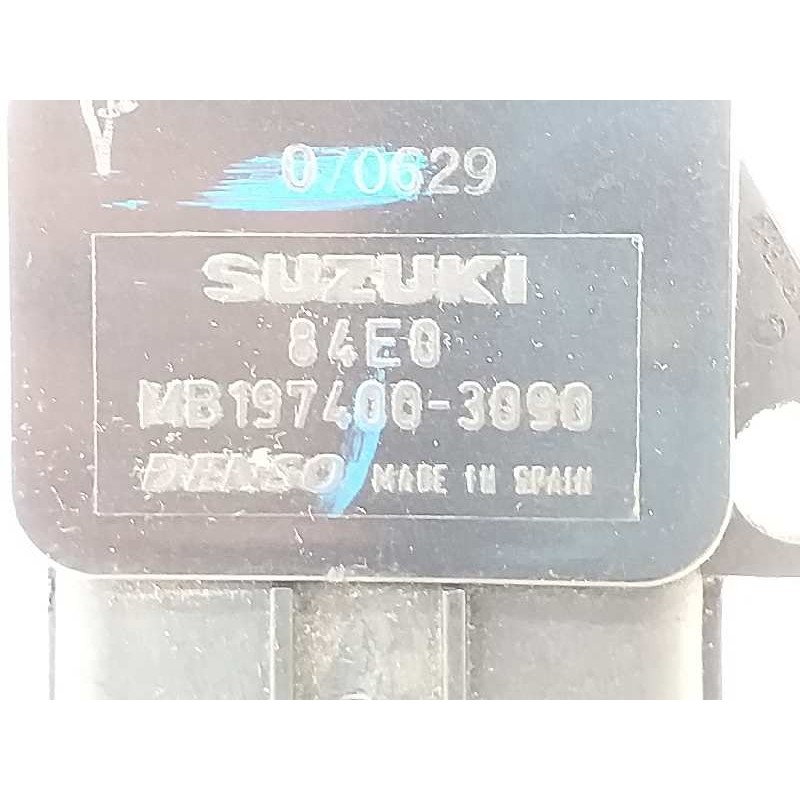 070629
SUZUKI
84E0
MB197400-3090
DENSO MADE IN SPAIN